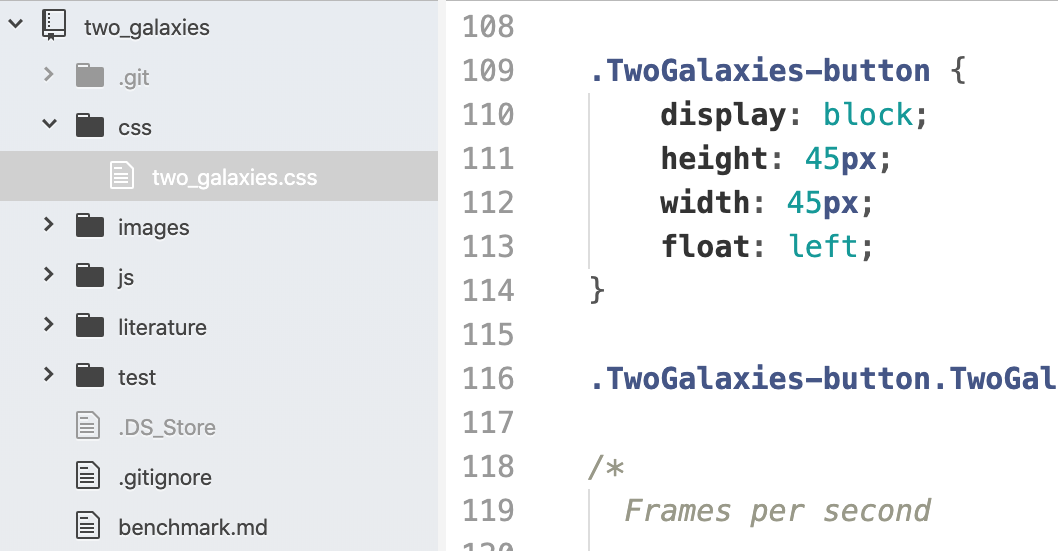 two_galaxies
.git
css
two_galaxies.css
images
js
literature
test
.DS_Store
.gitignore
benchmark.md
108
109 .TwoGalaxies-button {
110 display: block;
111 height: 45px;
112 width: 45px;
113 float: left;
114 }
115
116 .TwoGalaxies-button.TwoGal
117
118 /*
119 Frames per second
120